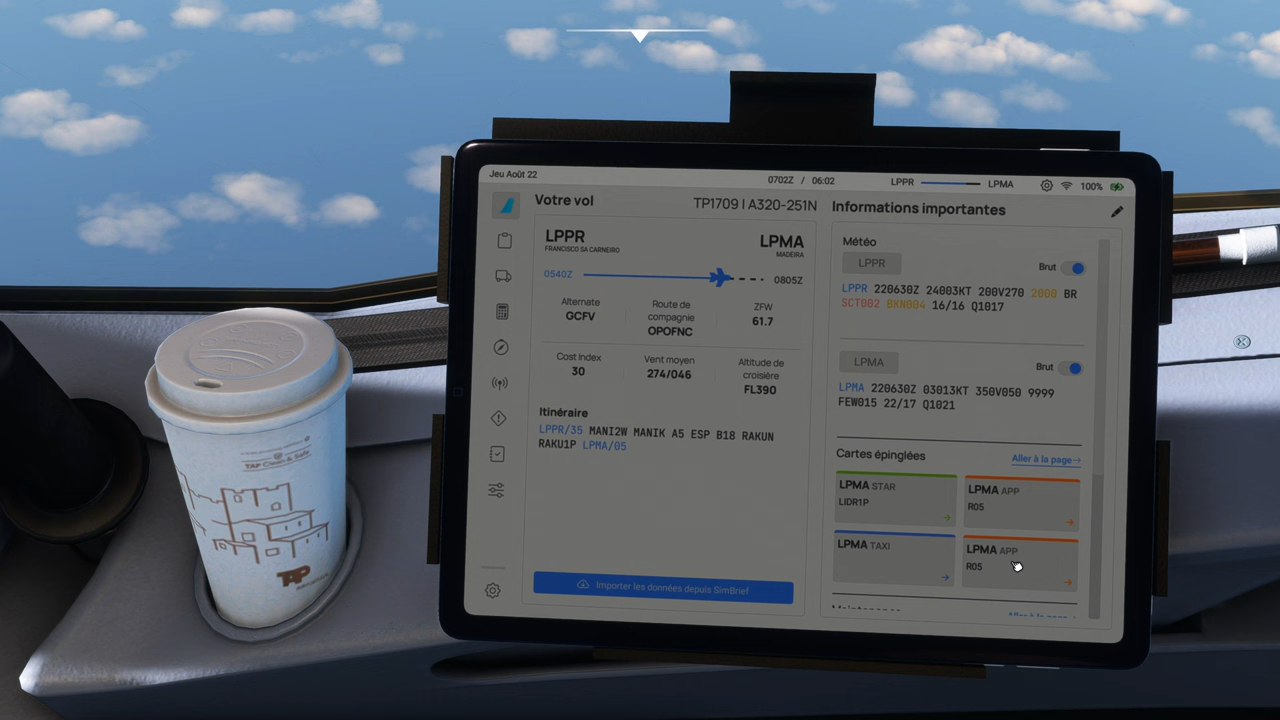 Jeu Août 22
0702Z / 06:02
LPPR
LPMA
100%
Votre vol
TP1709 | A320-251N
LPPR
FRANCISCO SA CARNEIRO
LPMA
MADEIRA
0540Z
0805Z
Alternate
GCFV
Route de
compagnie
OPOFNC
ZFW
61.7
Cost Index
30
Vent moyen
274/046
Altitude de
croisière
FL390
Itinéraire
LPPR/35 MANI2W MANIK A5 ESP B18 RAKUN
RAKU1P LPMA/05
Importer les données depuis SimBrief
Informations importantes
Météo
LPPR
Brut
LPPR 220630Z 24003KT 200V270 2000 BR
SCT002 BKN004 16/16 Q1017
LPMA
Brut
LPMA 220630Z 03013KT 350V050 9999
FEW015 22/17 Q1021
Cartes épinglées
Aller à la page
LPMA STAR
LIDR1P
LPMA APP
R05
LPMA TAXI
LPMA APP
R05
TAP Clean & Safe
TAP